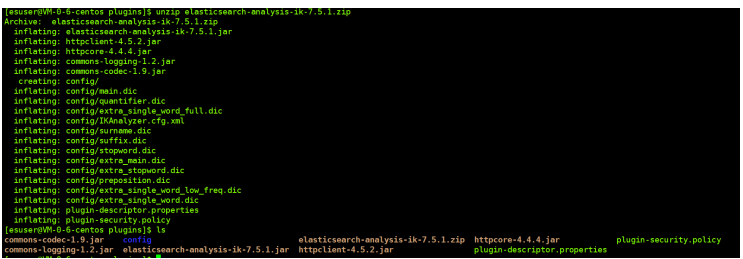 [esuser@VM-0-6-centos plugins]$ unzip elasticsearch-analysis-ik-7.5.1.zip
Archive:  elasticsearch-analysis-ik-7.5.1.zip
  inflating: elasticsearch-analysis-ik-7.5.1.jar
  inflating: httpclient-4.5.2.jar
  inflating: httpcore-4.4.4.jar
  inflating: commons-logging-1.2.jar
  inflating: commons-codec-1.9.jar
   creating: config/
  inflating: config/main.dic
  inflating: config/quantifier.dic
  inflating: config/extra_single_word_full.dic
  inflating: config/IKAnalyzer.cfg.xml
  inflating: config/surname.dic
  inflating: config/suffix.dic
  inflating: config/stopword.dic
  inflating: config/extra_main.dic
  inflating: config/extra_stopword.dic
  inflating: config/preposition.dic
  inflating: config/extra_single_word_low_freq.dic
  inflating: config/extra_single_word.dic
  inflating: plugin-descriptor.properties
  inflating: plugin-security.policy
[esuser@VM-0-6-centos plugins]$ ls
commons-codec-1.9.jar    config                               elasticsearch-analysis-ik-7.5.1.zip  httpcore-4.4.4.jar            plugin-security.policy
commons-logging-1.2.jar  elasticsearch-analysis-ik-7.5.1.jar  httpclient-4.5.2.jar                 plugin-descriptor.properties